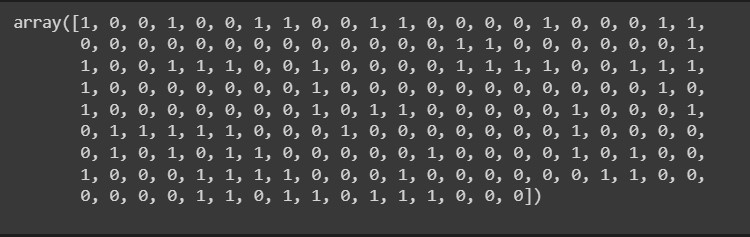 array([1, 0, 0, 1, 0, 0, 1, 1, 0, 0, 1, 1, 0, 0, 0, 0, 1, 0, 0, 0, 1, 1,
0, 0, 0, 0, 0, 0, 0, 0, 0, 0, 0, 0, 0, 1, 1, 0, 0, 0, 0, 0, 0, 1,
1, 0, 0, 1, 1, 1, 0, 0, 1, 0, 0, 0, 0, 1, 1, 1, 1, 0, 0, 1, 1, 1,
1, 0, 0, 0, 0, 0, 0, 0, 1, 0, 0, 0, 0, 0, 0, 0, 0, 0, 0, 0, 1, 0,
1, 0, 0, 0, 0, 0, 0, 0, 1, 0, 1, 1, 0, 0, 0, 0, 0, 1, 0, 0, 0, 1,
0, 1, 1, 1, 1, 1, 0, 0, 0, 1, 0, 0, 0, 0, 0, 0, 0, 1, 0, 0, 0, 0,
0, 1, 0, 1, 0, 1, 1, 0, 0, 0, 0, 0, 1, 0, 0, 0, 0, 1, 0, 1, 0, 0,
1, 0, 0, 0, 1, 1, 1, 1, 0, 0, 0, 1, 0, 0, 0, 0, 0, 0, 1, 1, 0, 0,
0, 0, 0, 0, 1, 1, 0, 1, 1, 0, 1, 1, 1, 0, 0, 0])